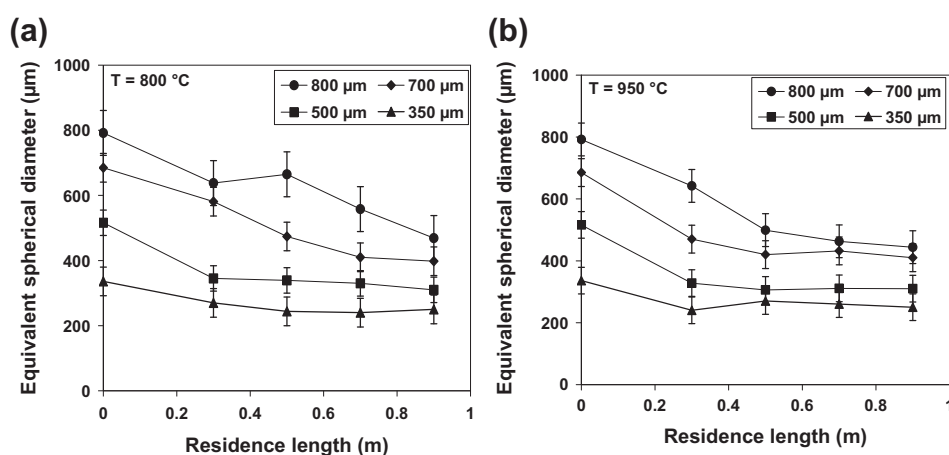 (a)
Equivalent spherical diameter (µm)
T = 800 °C
800 µm 700 µm
500 µm 350 µm
1000
800
600
400
200
0
0 0.2 0.4 0.6 0.8 1
Residence length (m)
(b)
Equivalent spherical diameter (µm)
T = 950 °C
800 µm 700 µm
500 µm 350 µm
1000
800
600
400
200
0
0 0.2 0.4 0.6 0.8 1
Residence length (m)